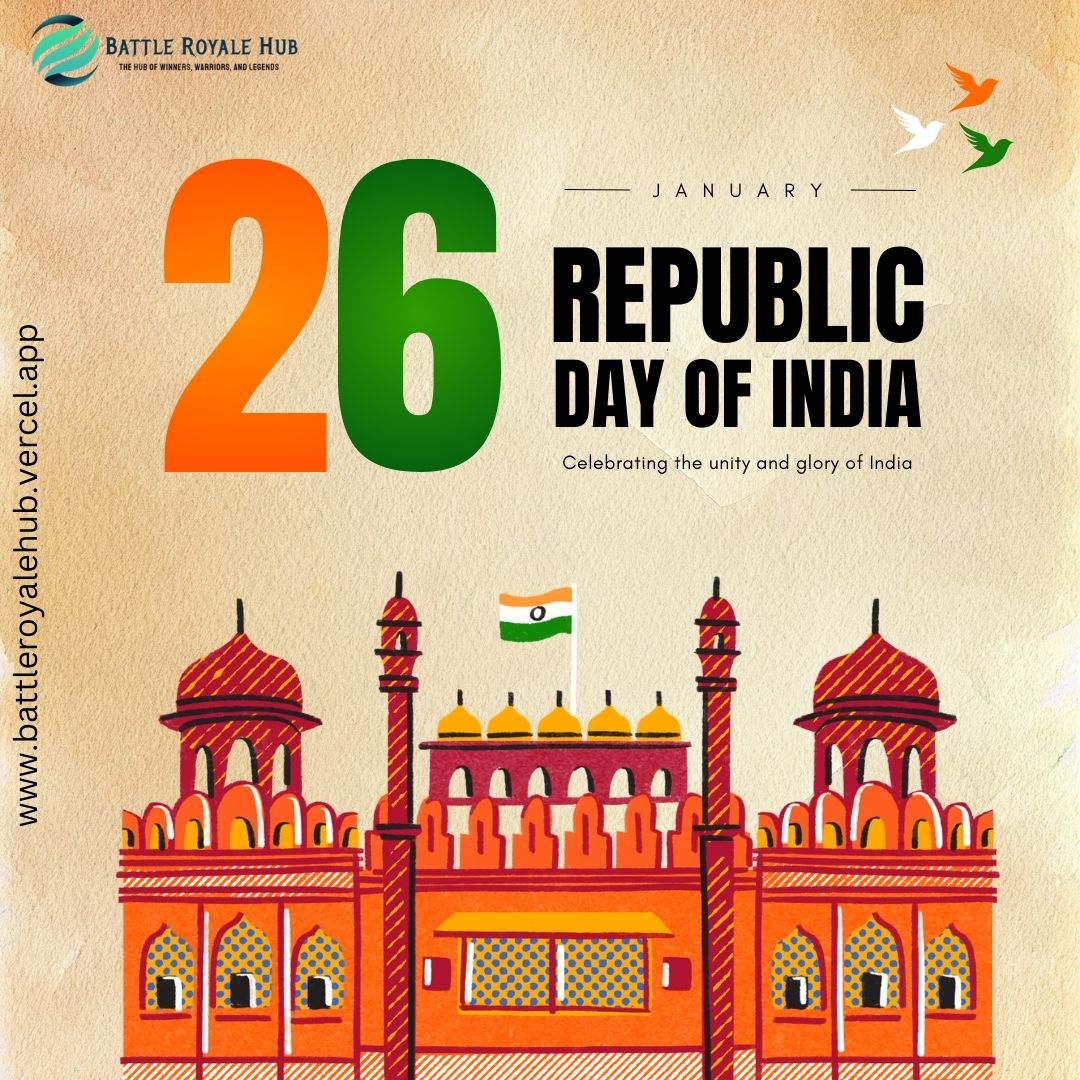 BATTLE ROYALE HUB
THE HUB OF WINNERS, WARRIORS, AND LEGENDS
26
JANUARY
REPUBLIC
DAY OF INDIA
Celebrating the unity and glory of India
www.battleroyalehub.vercel.app